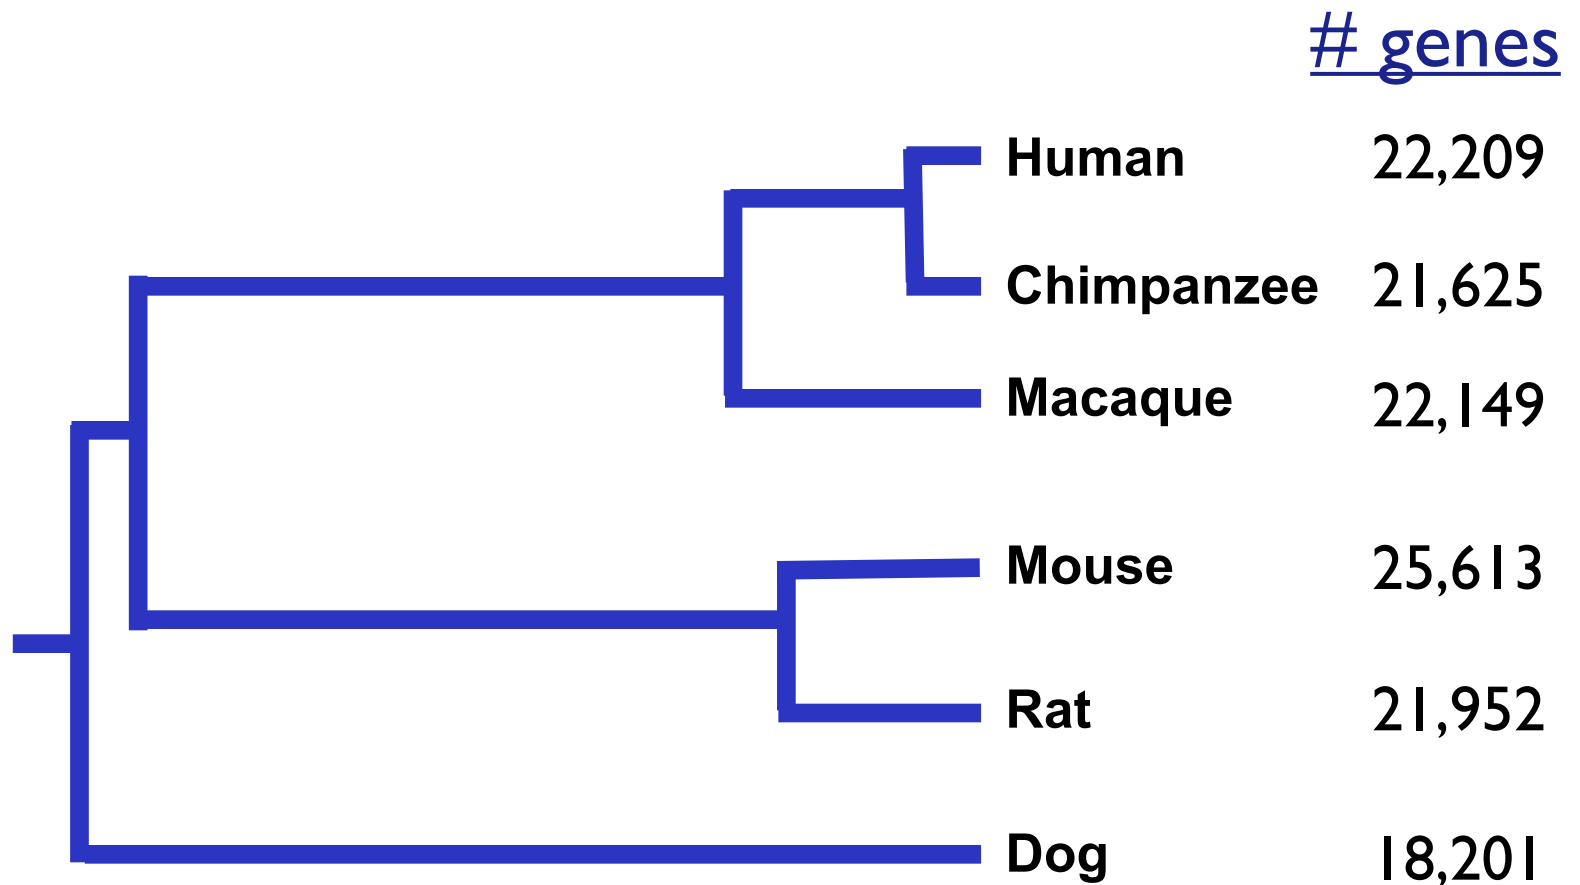 # genes
Human 22,209
Chimpanzee 21,625
Macaque 22,149
Mouse 25,613
Rat 21,952
Dog 18,201